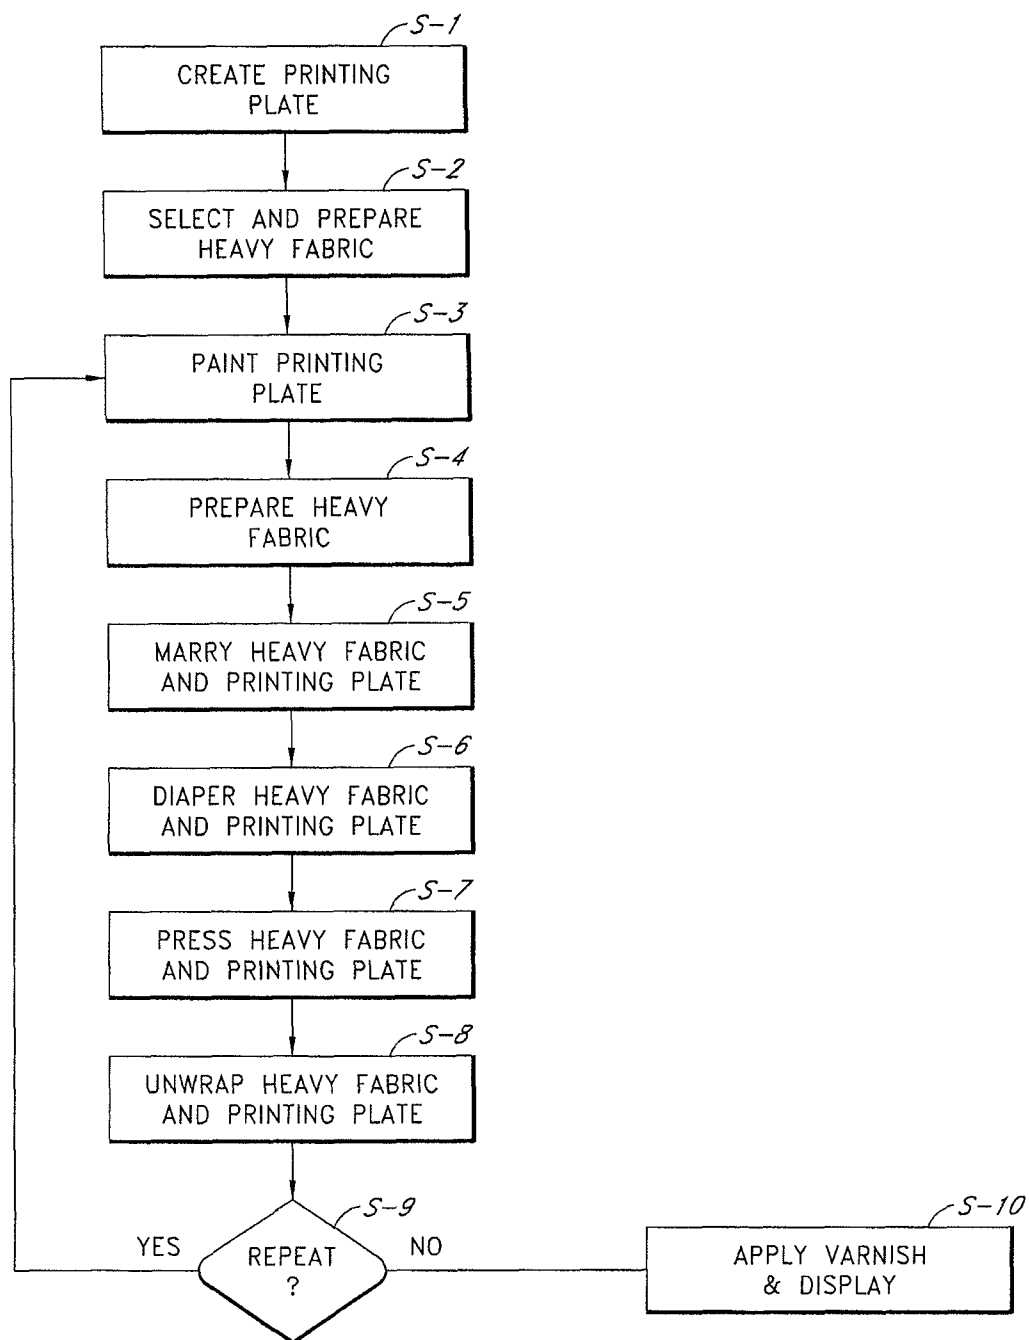 S-1
CREATE PRINTING
PLATE
S-2
SELECT AND PREPARE
HEAVY FABRIC
S-3
PAINT PRINTING
PLATE
S-4
PREPARE HEAVY
FABRIC
S-5
MARRY HEAVY FABRIC
AND PRINTING PLATE
S-6
DIAPER HEAVY FABRIC
AND PRINTING PLATE
S-7
PRESS HEAVY FABRIC
AND PRINTING PLATE
S-8
UNWRAP HEAVY FABRIC
AND PRINTING PLATE
S-9
YES
REPEAT
?
NO
S-10
APPLY VARNISH
& DISPLAY